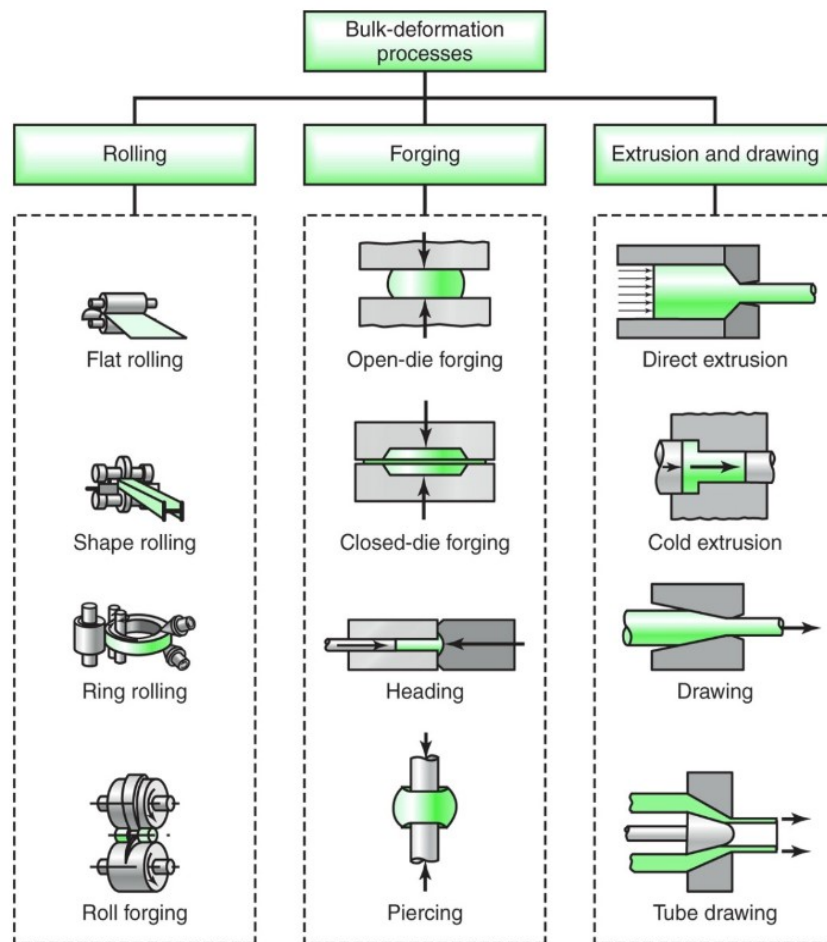 Bulk-deformation
processes
Rolling
Forging
Extrusion and drawing
Flat rolling
Open-die forging
Direct extrusion
Shape rolling
Closed-die forging
Cold extrusion
Ring rolling
Heading
Drawing
Roll forging
Piercing
Tube drawing